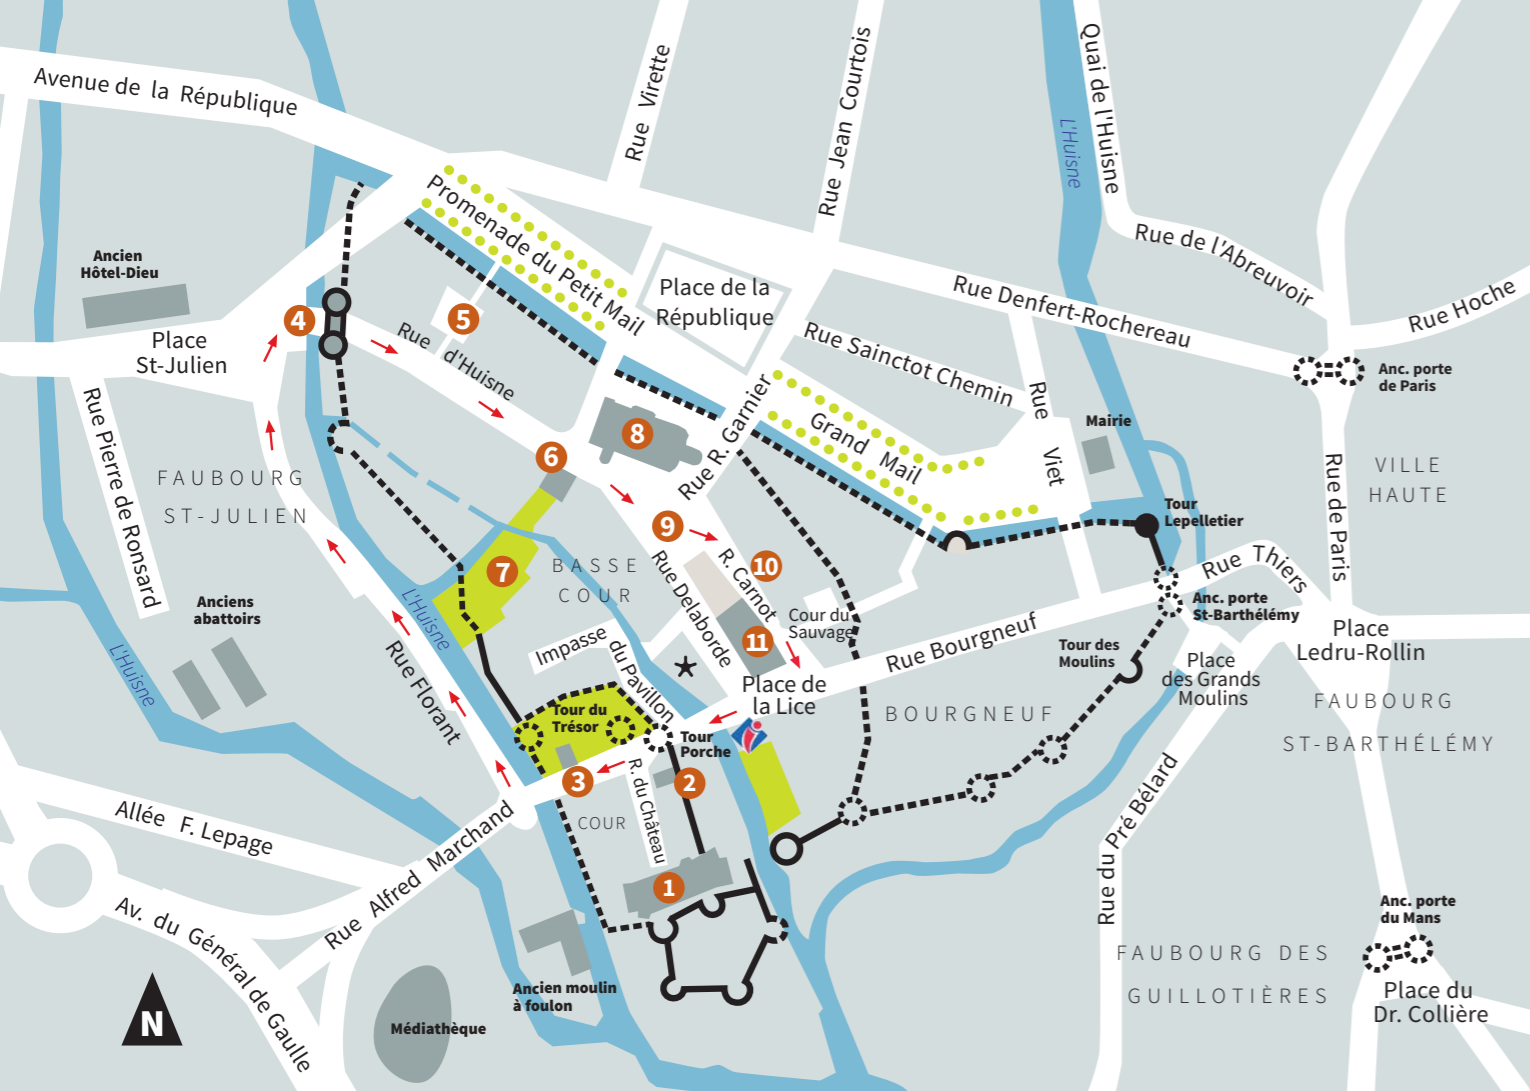 Avenue de la République
Rue Virette
Rue Jean Courtois
Quai de l'Huisne
L'Huisne
Rue de l'Abreuvoir
Rue Hoche
Promenade du Petit Mail
Place de la
République
Rue Denfert-Rochereau
Ancien
Hôtel-Dieu
4
5
Place
St-Julien
Rue d'Huisne
Rue Sainctot Chemin
Anc. porte
de Paris
Rue Pierre de Ronsard
Rue R. Garnier
Grand Mail
Rue Viet
Mairie
8
6
FAUBOURG
ST-JULIEN
VILLE
HAUTE
Rue de Paris
Tour
Lepelletier
9
10
7
BASSE
COUR
Rue Delaborde
R. Carnot
Rue Thiers
Anc. porte
St-Barthélémy
Anciens
abattoirs
L'Huisne
L'Huisne
Cour du
Sauvage
11
Rue Bourgneuf
Place
Ledru-Rollin
Impasse du Pavillon
Tour des
Moulins
Place
des Grands
Moulins
Rue Florant
Place de
la Lice
Tour du
Trésor
BOURGNEUF
FAUBOURG
ST-BARTHÉLÉMY
Tour
Porche
3
2
R. du Château
COUR
Rue du Pré Bélard
Allée F. Lepage
Rue Alfred Marchand
1
Av. du Général de Gaulle
Anc. porte
du Mans
FAUBOURG DES
GUILLOTIÈRES
Ancien moulin
à foulon
Place du
Dr. Collière
Médiathèque
N